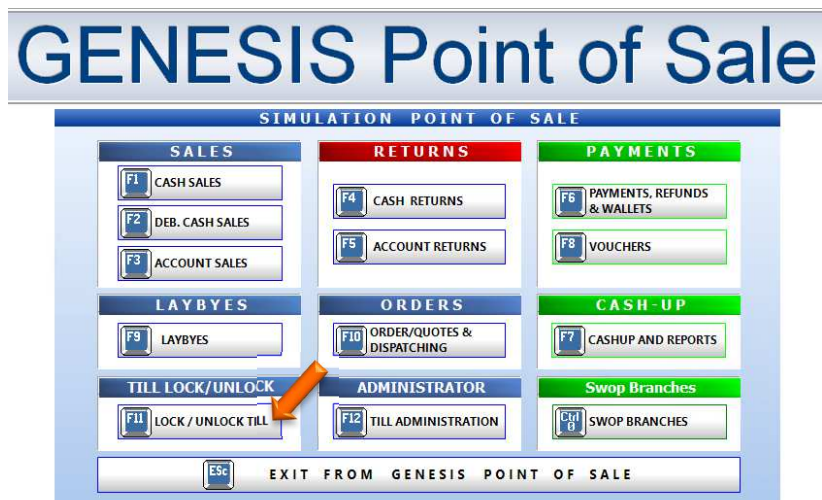 GENESIS Point of Sale
SIMULATION POINT OF SALE
SALES
F1 CASH SALES
F2 DEB. CASH SALES
F3 ACCOUNT SALES
RETURNS
F4 CASH RETURNS
F5 ACCOUNT RETURNS
PAYMENTS
F6 PAYMENTS, REFUNDS
& WALLETS
F8 VOUCHERS
LAYBYES
F9 LAYBYES
ORDERS
F10 ORDER/QUOTES &
DISPATCHING
CASH-UP
F7 CASHUP AND REPORTS
TILL LOCK/UNLOCK
F11 LOCK / UNLOCK TILL
ADMINISTRATOR
F12 TILL ADMINISTRATION
Swop Branches
Ctrl
0
SWOP BRANCHES
ESc EXIT FROM GENESIS POINT OF SALE